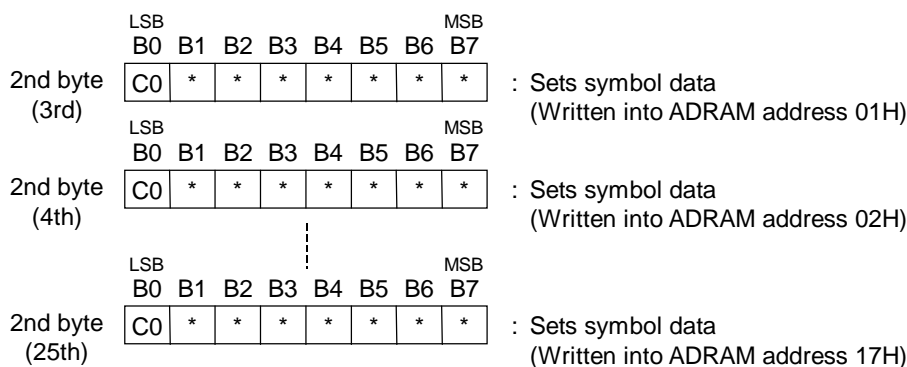 LSB MSB
B0 B1 B2 B3 B4 B5 B6 B7
2nd byte C0 * * * * * * * : Sets symbol data
(3rd) (Written into ADRAM address 01H)
LSB MSB
B0 B1 B2 B3 B4 B5 B6 B7
2nd byte C0 * * * * * * * : Sets symbol data
(4th) (Written into ADRAM address 02H)
LSB MSB
B0 B1 B2 B3 B4 B5 B6 B7
2nd byte C0 * * * * * * * : Sets symbol data
(25th) (Written into ADRAM address 17H)